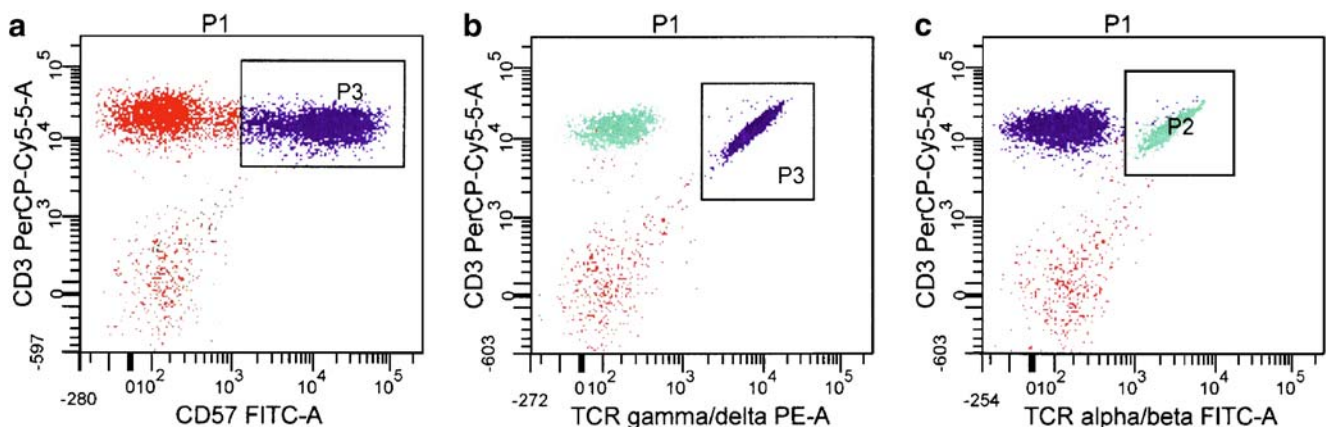 a
P1
CD3 PerCP-Cy5-5-A
10^5
10^4
10^3
0
-597
P3
-280
0 10^2 10^3 10^4 10^5
CD57 FITC-A
b
P1
CD3 PerCP-Cy5-5-A
10^5
10^4
10^3
0
-603
P3
-272
0 10^2 10^3 10^4 10^5
TCR gamma/delta PE-A
c
P1
CD3 PerCP-Cy5-5-A
10^5
10^4
10^3
0
-603
P2
-254
0 10^2 10^3 10^4 10^5
TCR alpha/beta FITC-A